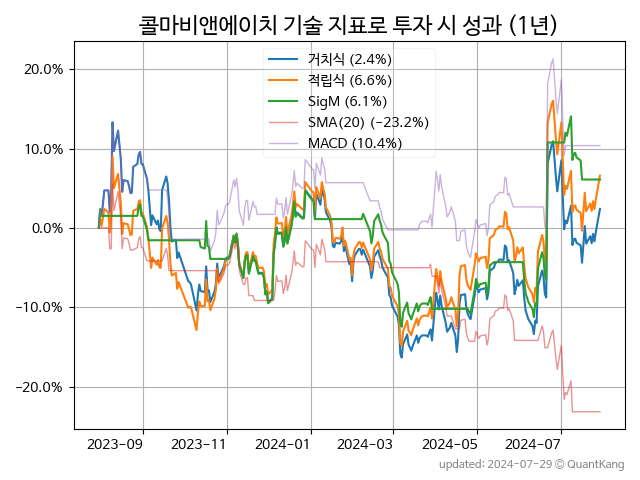 콜마비앤에이치 기술 지표로 투자 시 성과 (1년)
거치식 (2.4%)
적립식 (6.6%)
SigM (6.1%)
SMA(20) (−23.2%)
MACD (10.4%)
20.0%
10.0%
0.0%
−10.0%
−20.0%
2023−09 2023−11 2024−01 2024−03 2024−05 2024−07
updated: 2024−07−29 © QuantKang